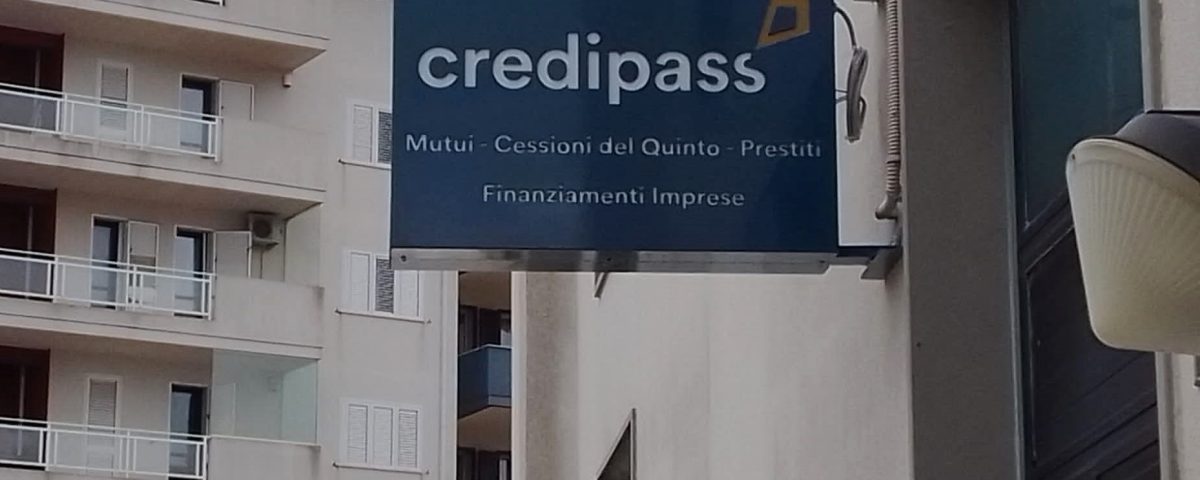 credipass
Mutui - Cessioni del Quinto - Prestiti
Finanziamenti Imprese